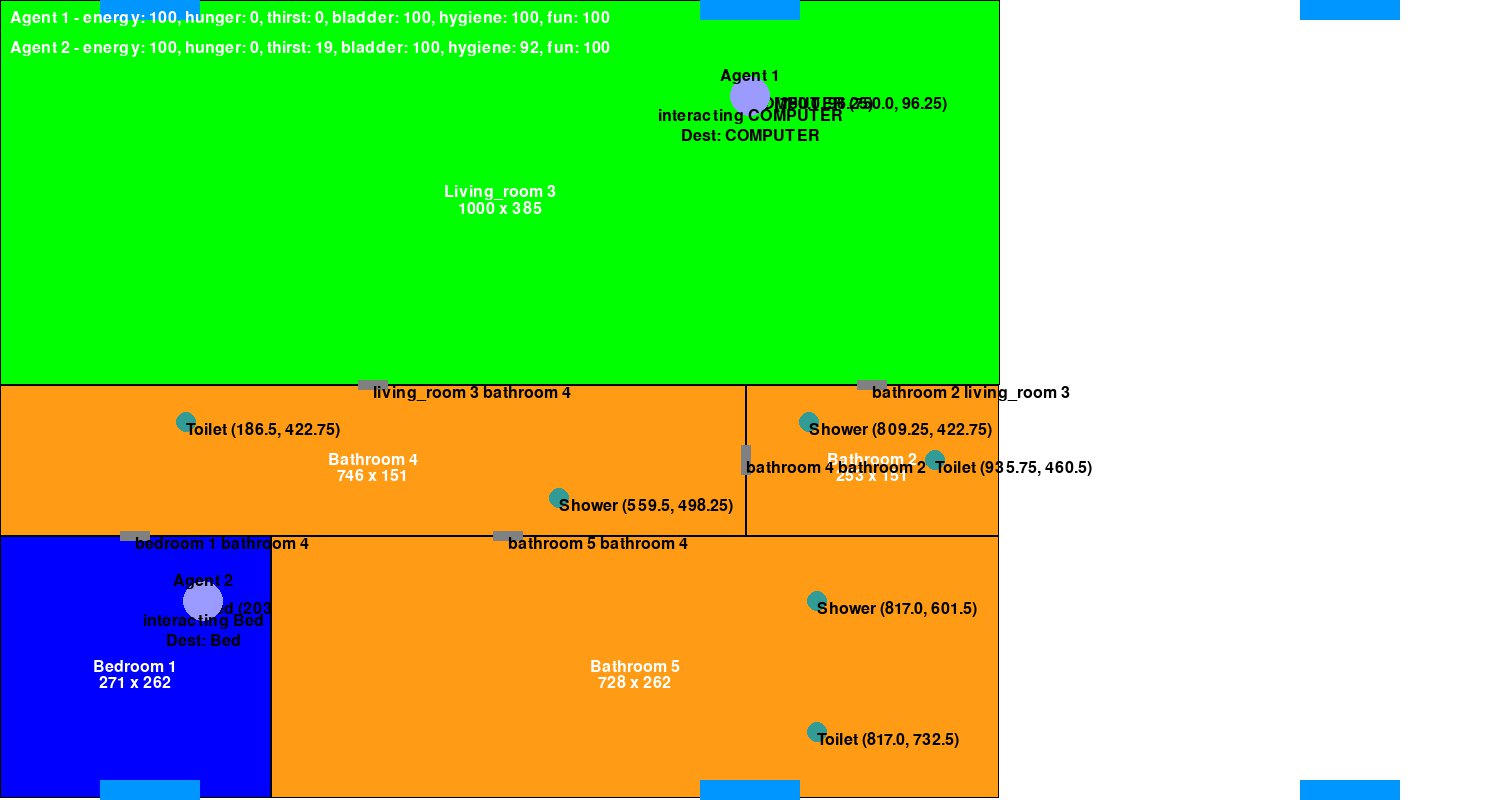 Agent 1 - energy: 100, hunger: 0, thirst: 0, bladder: 100, hygiene: 100, fun: 100
Agent 2 - energy: 100, hunger: 0, thirst: 19, bladder: 100, hygiene: 92, fun: 100
Agent 1
(750.0, 96.25)
interacting COMPUTER
Dest: COMPUTER
Living_room 3
1000 x 385
living_room 3 bathroom 4
bathroom 2 living_room 3
Toilet (186.5, 422.75)
Shower (809.25, 422.75)
Bathroom 4
746 x 151
Bathroom 2
253 x 151
bathroom 4 bathroom 2
Toilet (935.75, 460.5)
Shower (559.5, 498.25)
bedroom 1 bathroom 4
bathroom 5 bathroom 4
Agent 2
(203
interacting Bed
Dest: Bed
Shower (817.0, 601.5)
Bedroom 1
271 x 262
Bathroom 5
728 x 262
Toilet (817.0, 732.5)